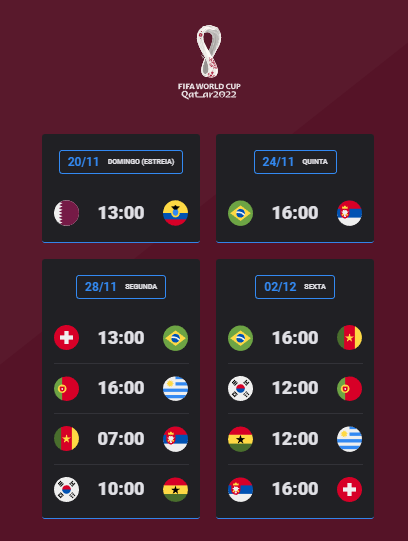 FIFA WORLD CUP
Qatar2022
20/11 DOMINGO (ESTREIA)
13:00
24/11 QUINTA
16:00
28/11 SEGUNDA
13:00
16:00
07:00
10:00
02/12 SEXTA
16:00
12:00
12:00
16:00